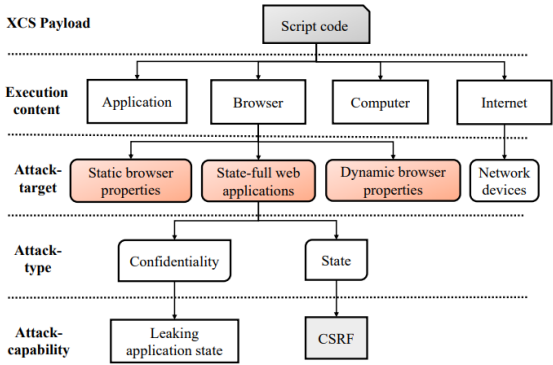 XCS Payload
Script code
Execution
content
Application
Browser
Computer
Internet
Attack-
target
Static browser
properties
State-full web
applications
Dynamic browser
properties
Network
devices
Attack-
type
Confidentiality
State
Attack-
capability
Leaking
application state
CSRF